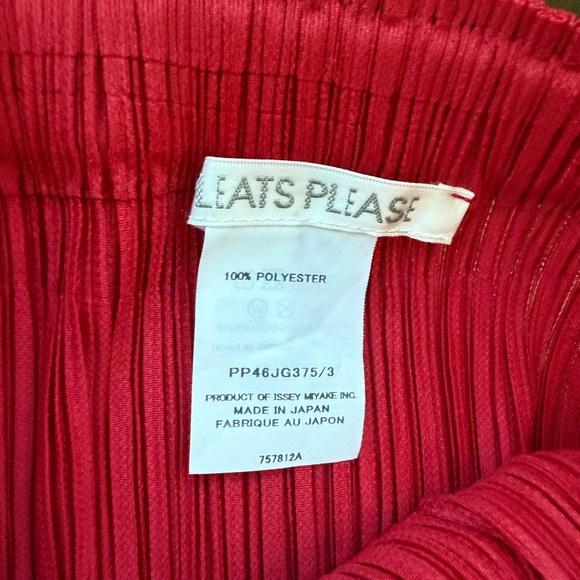 LEATS PLEASE
100% POLYESTER
PP46JG375/3
PRODUCT OF ISSEY MIYAKE INC.
MADE IN JAPAN
FABRIQUE AU JAPON
757812A